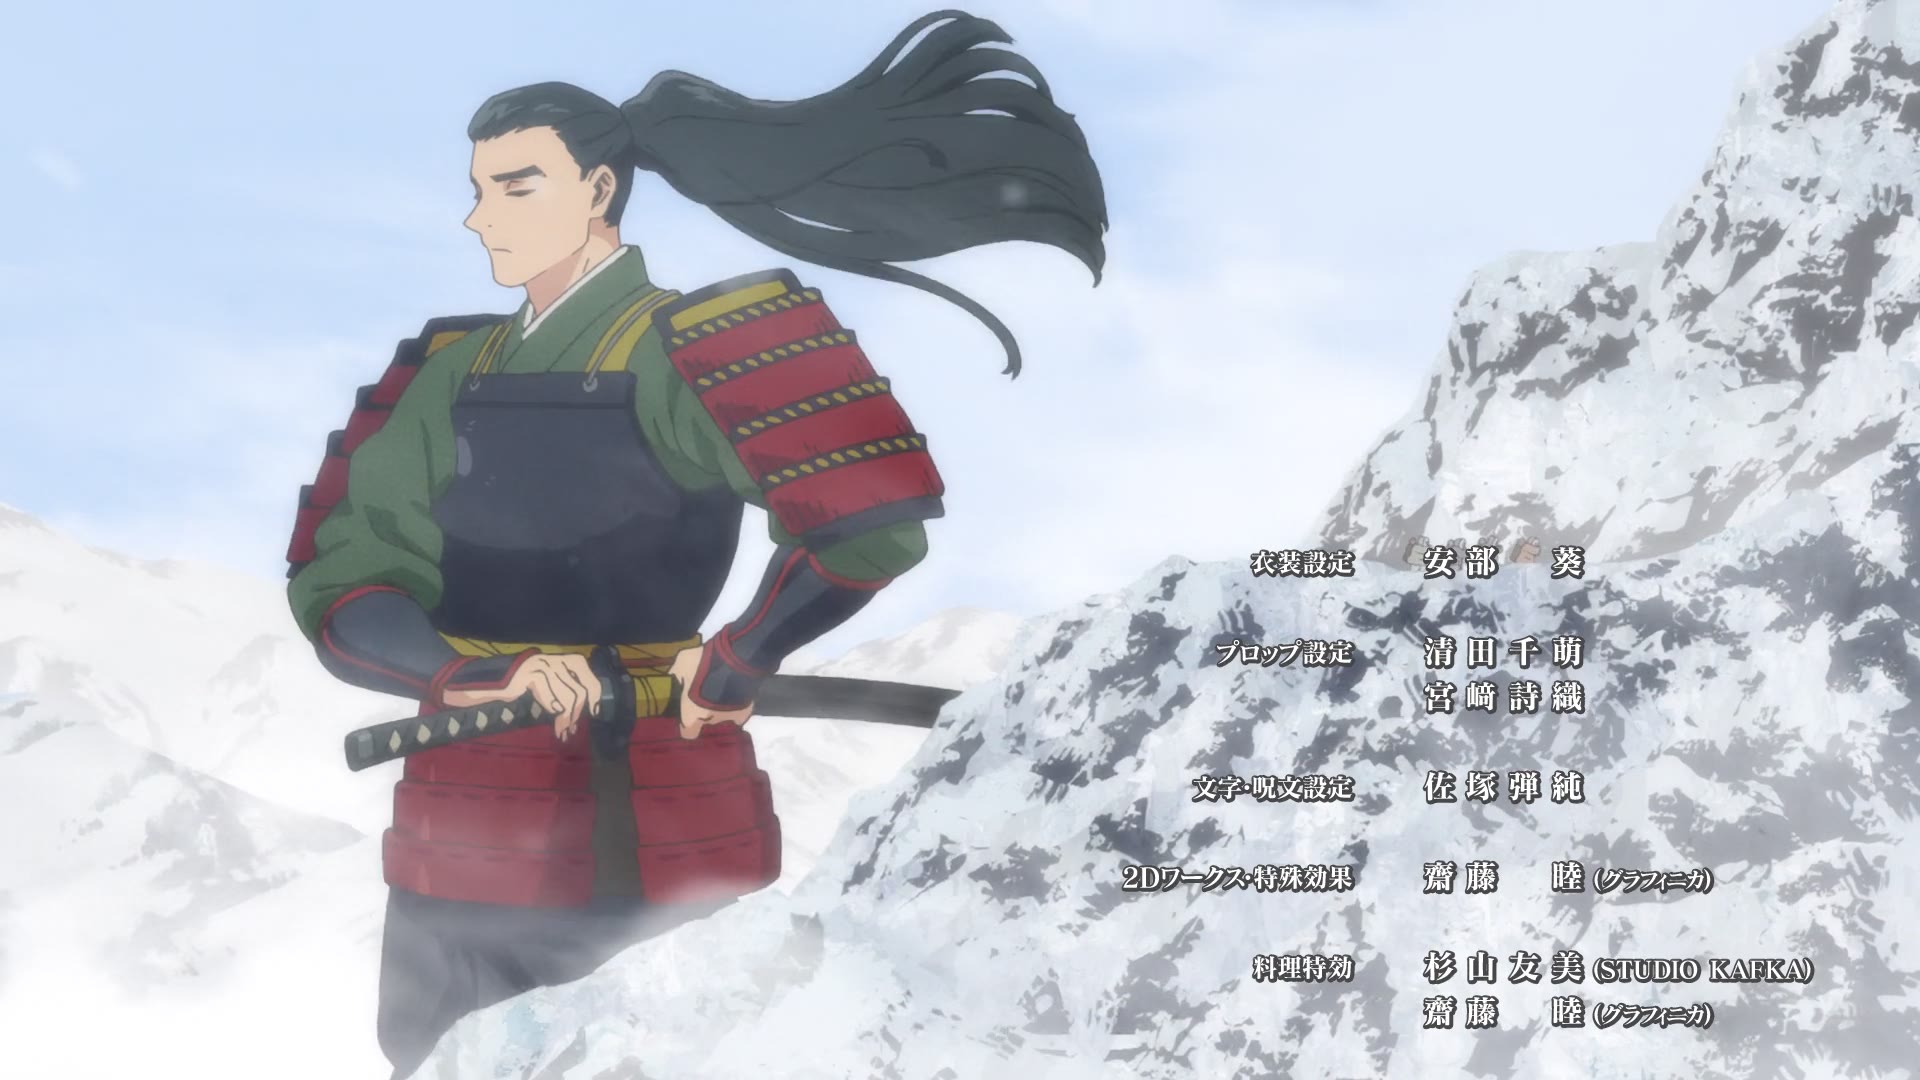 衣装設定 安部 葵
プロップ設定 清田千萌
宮﨑詩織
文字・呪文設定 佐塚弾純
2Dワークス・特殊効果 齋藤 睦 (グラフィニカ)
料理特効 杉山友美 (STUDIO KAFKA)
齋藤 睦 (グラフィニカ)